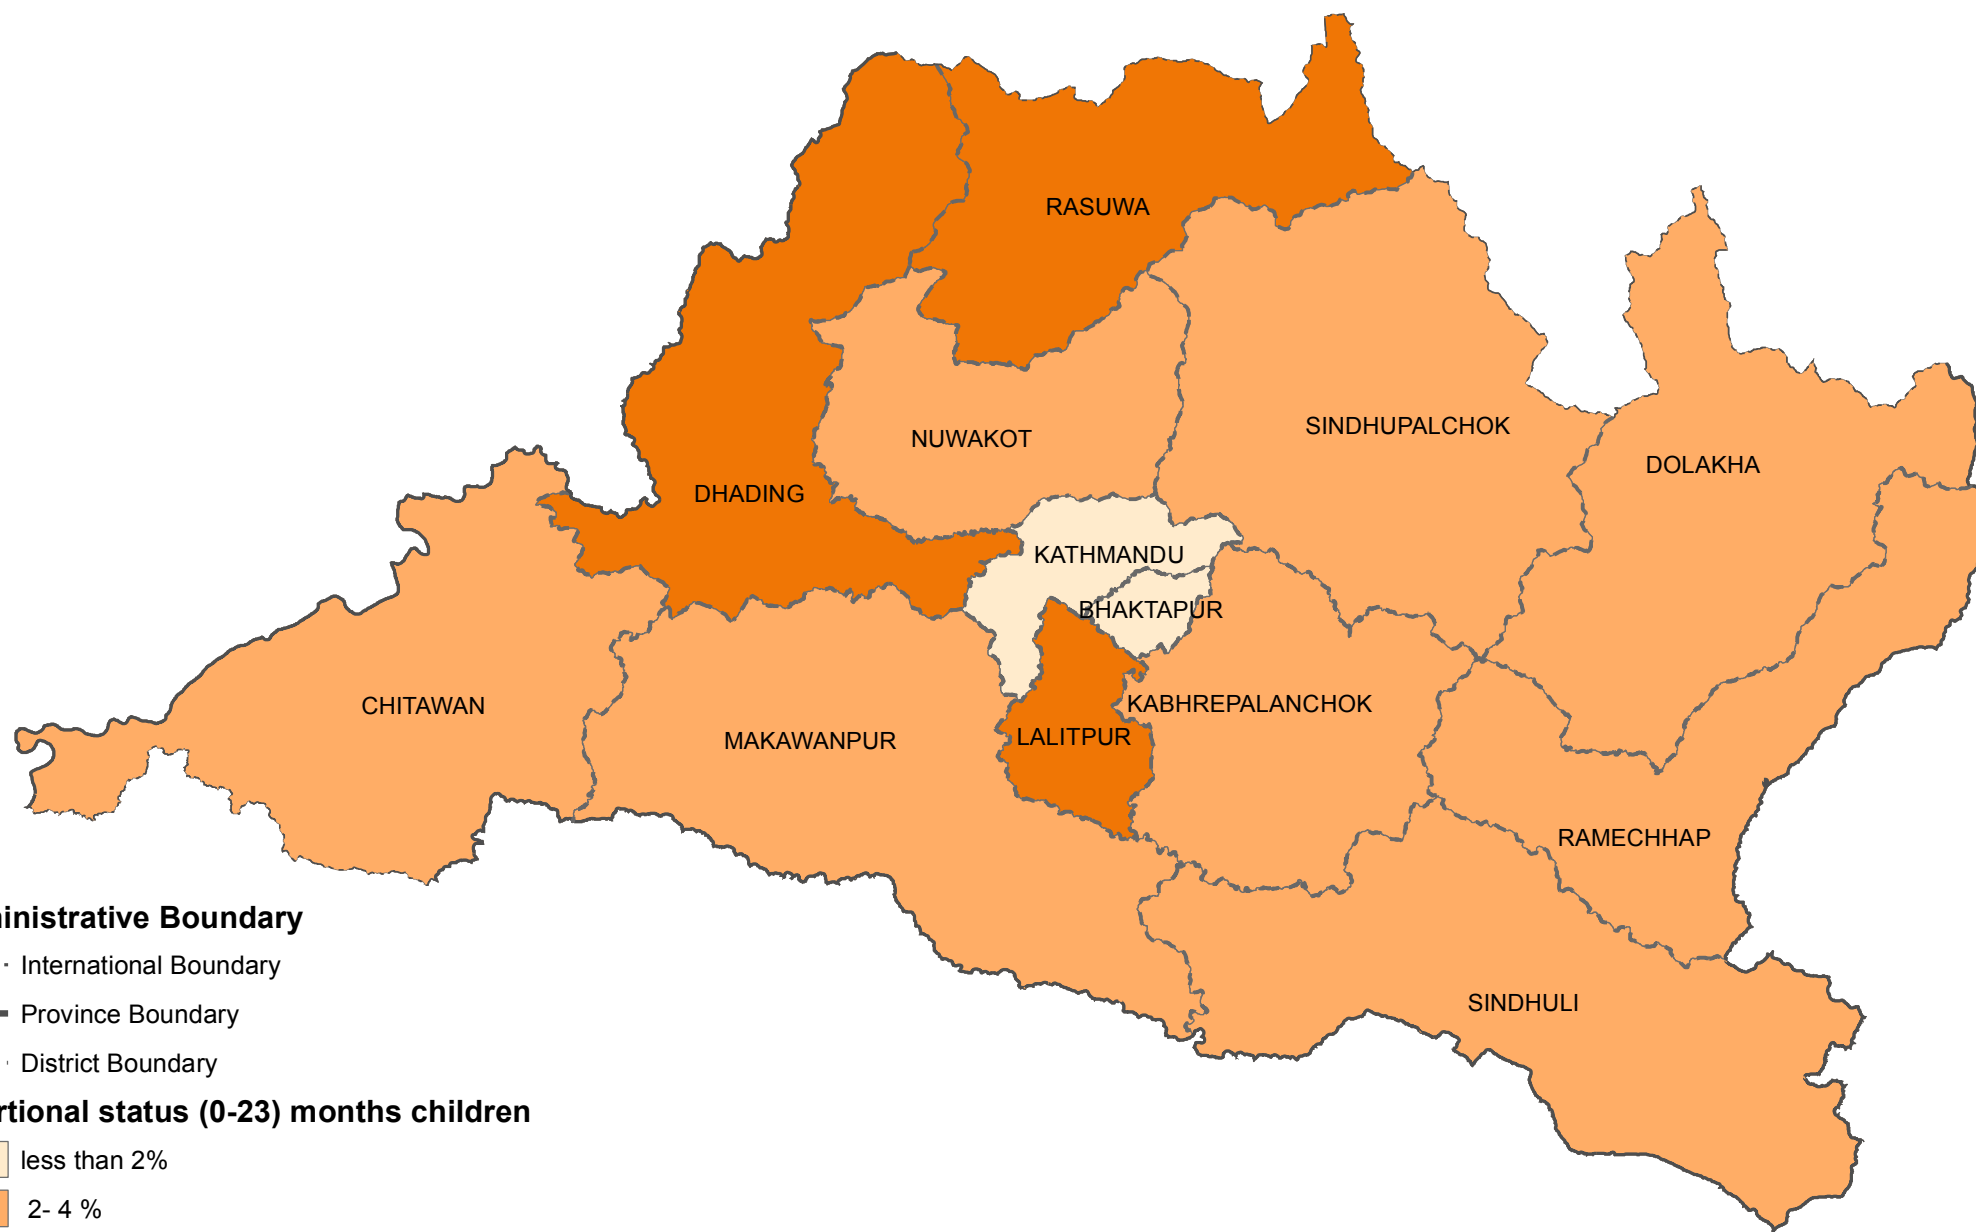 RASUWA
SINDHUPALCHOK
NUWAKOT
DOLAKHA
DHADING
KATHMANDU
BHAKTAPUR
CHITAWAN
KABHREPALANCHOK
LALITPUR
MAKAWANPUR
RAMECHHAP
SINDHULI
inistrative Boundary
International Boundary
Province Boundary
District Boundary
rtional status (0-23) months children
less than 2%
2- 4 %